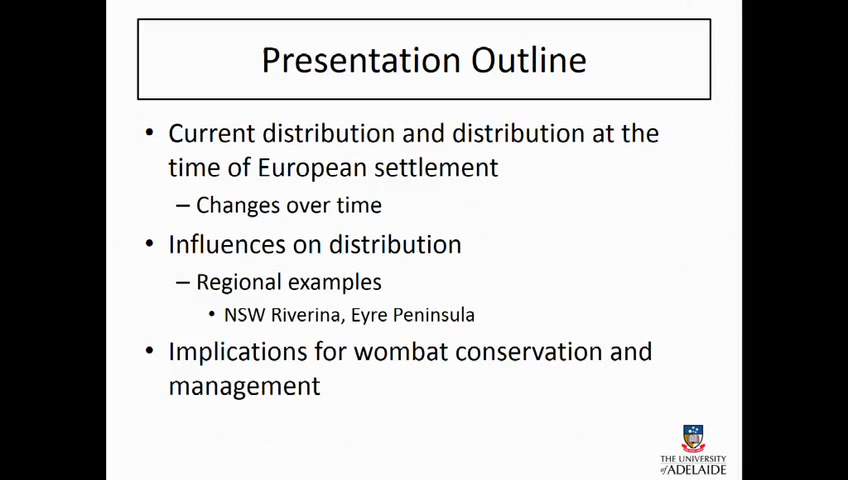 Presentation Outline
• Current distribution and distribution at the
time of European settlement
– Changes over time
• Influences on distribution
– Regional examples
• NSW Riverina, Eyre Peninsula
• Implications for wombat conservation and
management
THE UNIVERSITY
of ADELAIDE